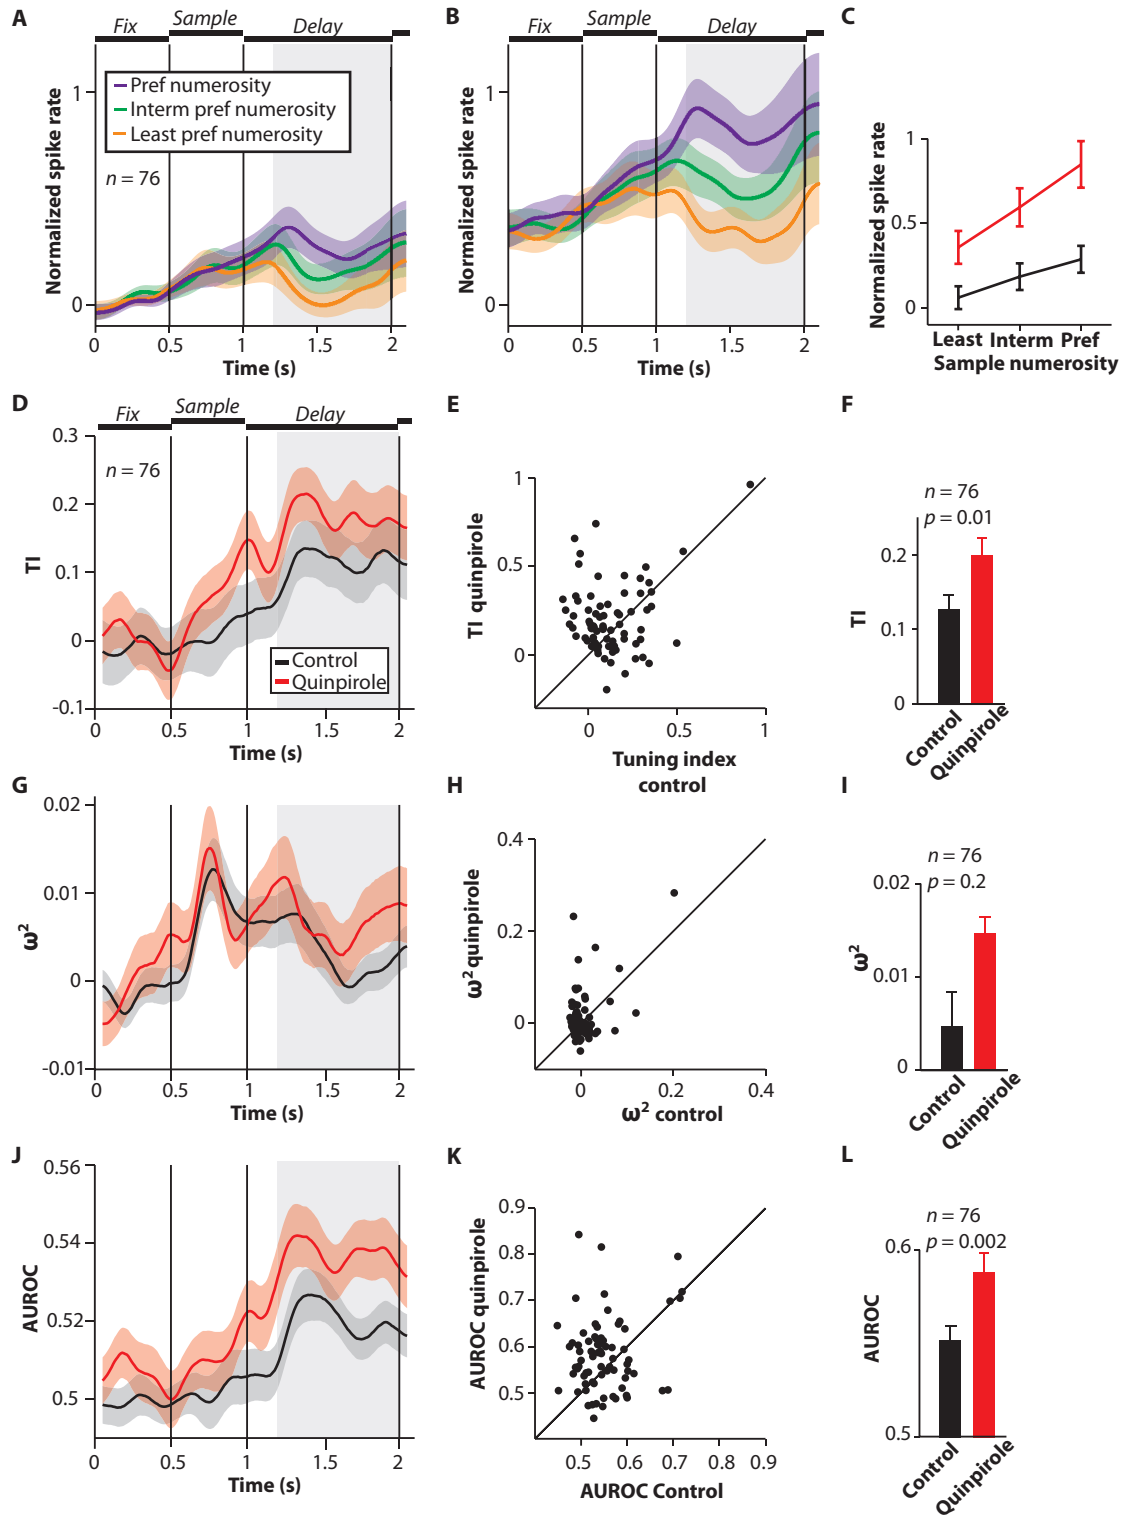 A
Fix
Sample
Delay
Normalized spike rate
1
0
Pref numerosity
Interm pref numerosity
Least pref numerosity
n = 76
0
0.5
1
1.5
2
Time (s)
B
Fix
Sample
Delay
Normalized spike rate
1
0
0
0.5
1
1.5
2
Time (s)
C
Normalized spike rate
1
0.5
0
Least Interm Pref
Sample numerosity
D
Fix
Sample
Delay
TI
0.3
0.2
0.1
0
-0.1
n = 76
Control
Quinpirole
0
0.5
1
1.5
2
Time (s)
E
TI quinpirole
1
0.5
0
0
0.5
1
Tuning index
control
F
n = 76
p = 0.01
TI
0.2
0.1
0
Control
Quinpirole
G
ω²
0.02
0.01
0
-0.01
0
0.5
1
1.5
2
Time (s)
H
ω² quinpirole
0.4
0.2
0
0
0.2
0.4
ω² control
I
n = 76
p = 0.2
ω²
0.02
0.01
0
Control
Quinpirole
J
AUROC
0.56
0.54
0.52
0.5
0
0.5
1
1.5
2
Time (s)
K
AUROC quinpirole
0.9
0.8
0.7
0.6
0.5
0.5 0.6 0.7 0.8 0.9
AUROC Control
L
n = 76
p = 0.002
AUROC
0.6
0.5
Control
Quinpirole